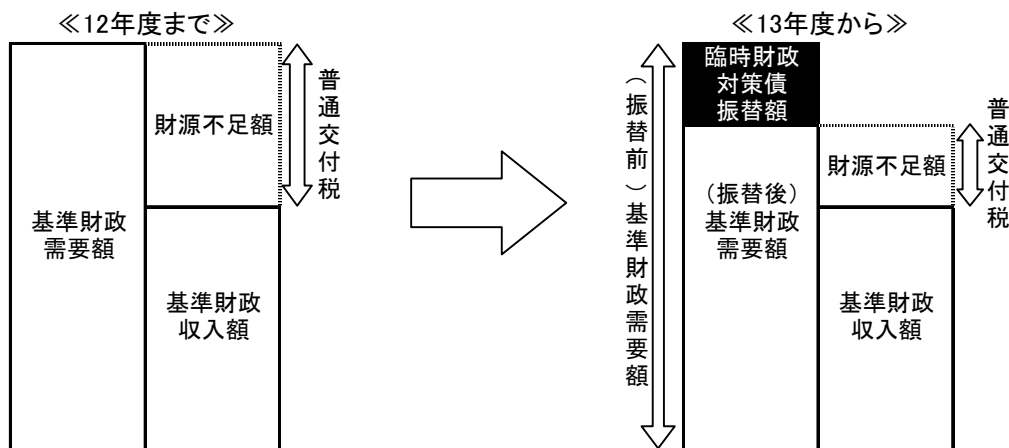 ≪12年度まで≫
財源不足額
普通交付税
基準財政
需要額
基準財政
収入額
≪13年度から≫
臨時財政
対策債
振替額
（振替前）基準財政需要額
（振替後）
基準財政
需要額
財源不足額
普通交付税
基準財政
収入額